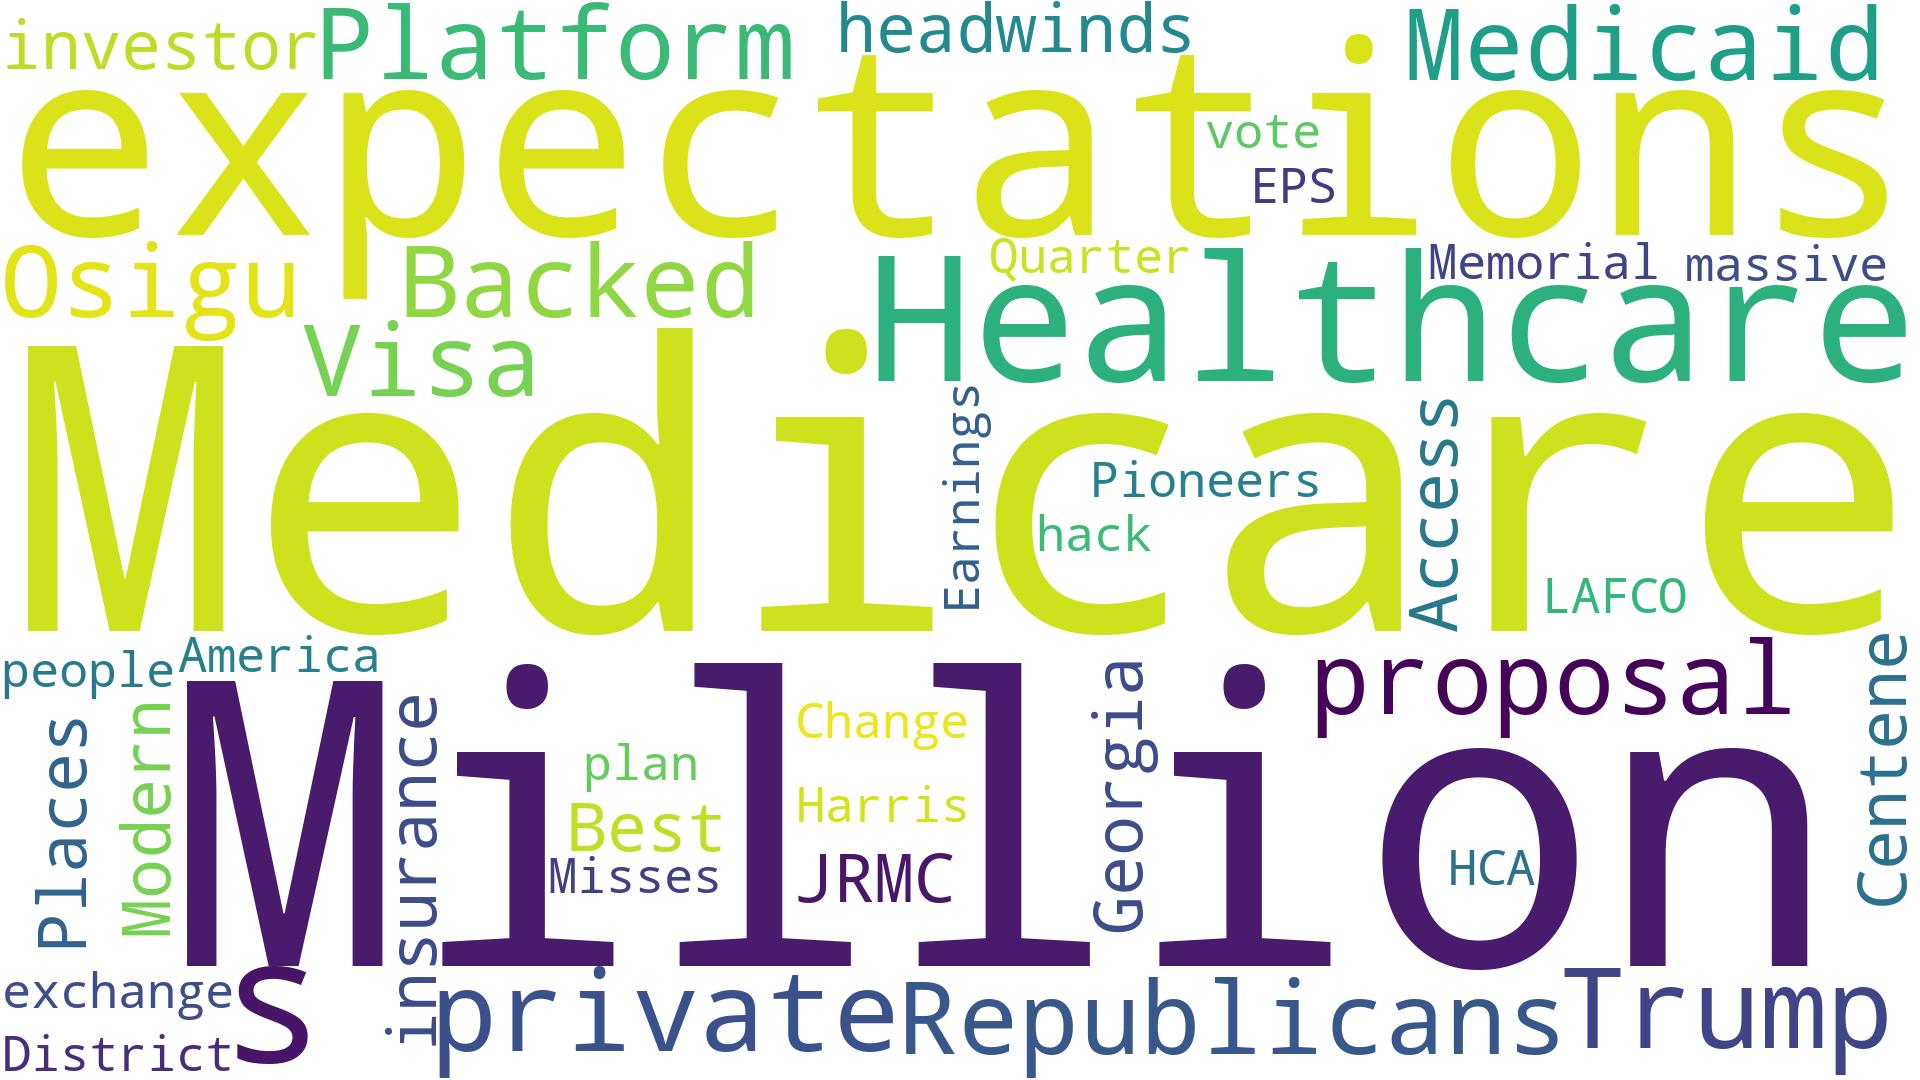 investor
Platform
headwinds
Medicaid
expectations
vote
EPS
Osigu
Backed
Quarter
Memorial
massive
Healthcare
Visa
Medicare
Earnings
Pioneers
hack
Access
LAFCO
people
America
proposal
Centene
Million
Places
Modern
insurance
Change
plan
Harris
Best
Misses
JRMC
Georgia
HCA
exchange
s
private
Republicans
Trump
District